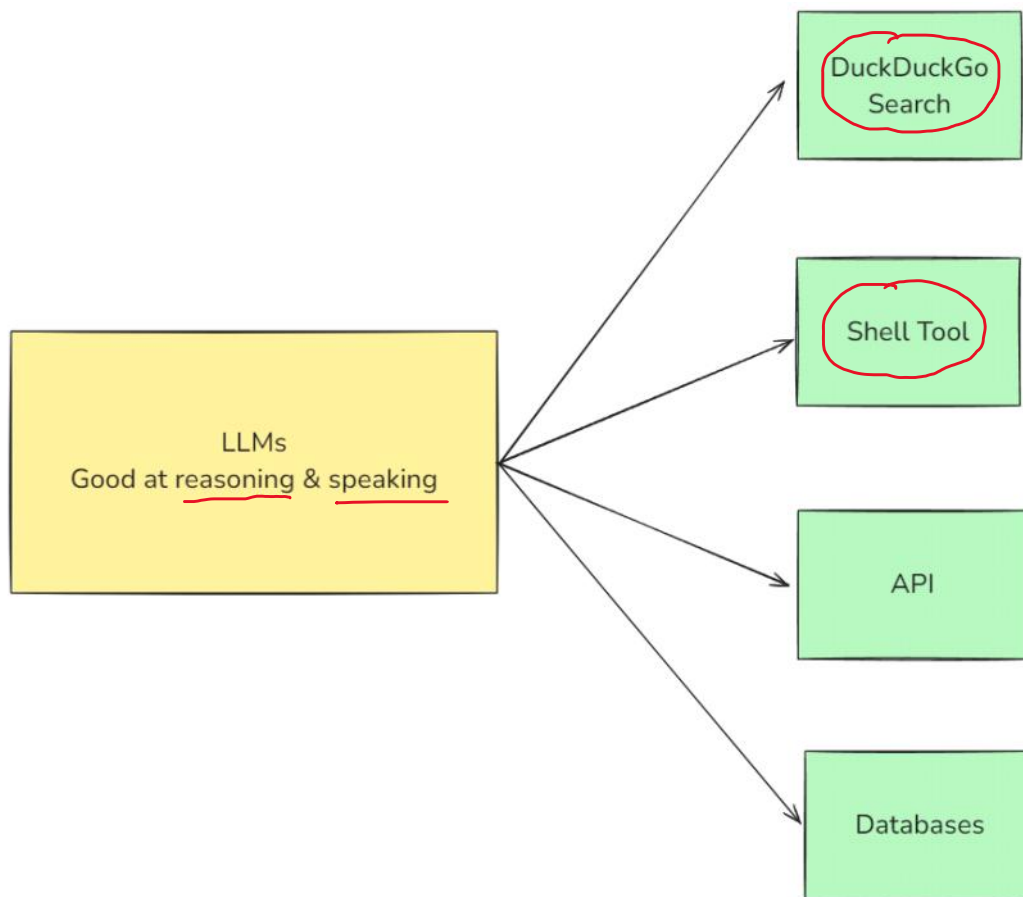 DuckDuckGo
Search
Shell Tool
LLMs
Good at reasoning & speaking
API
Databases